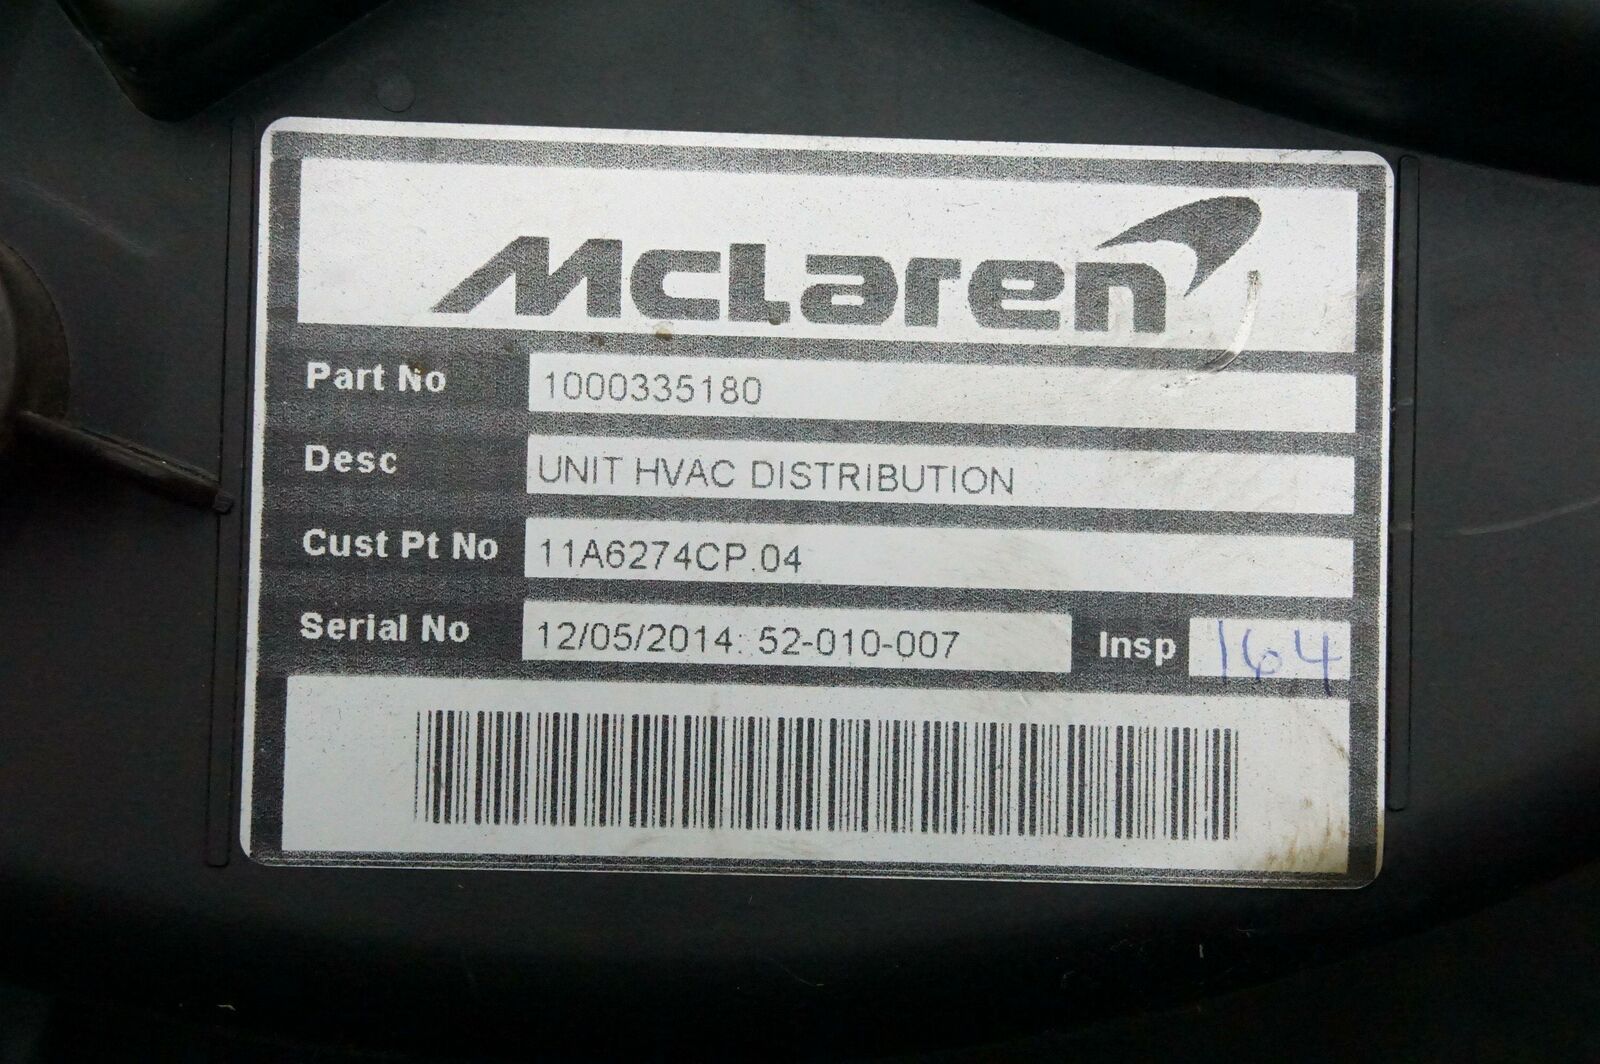 McLaren
Part No 1000335180
Desc UNIT HVAC DISTRIBUTION
Cust Pt No 11A6274CP.04
Serial No 12/05/2014: 52-010-007 Insp 164